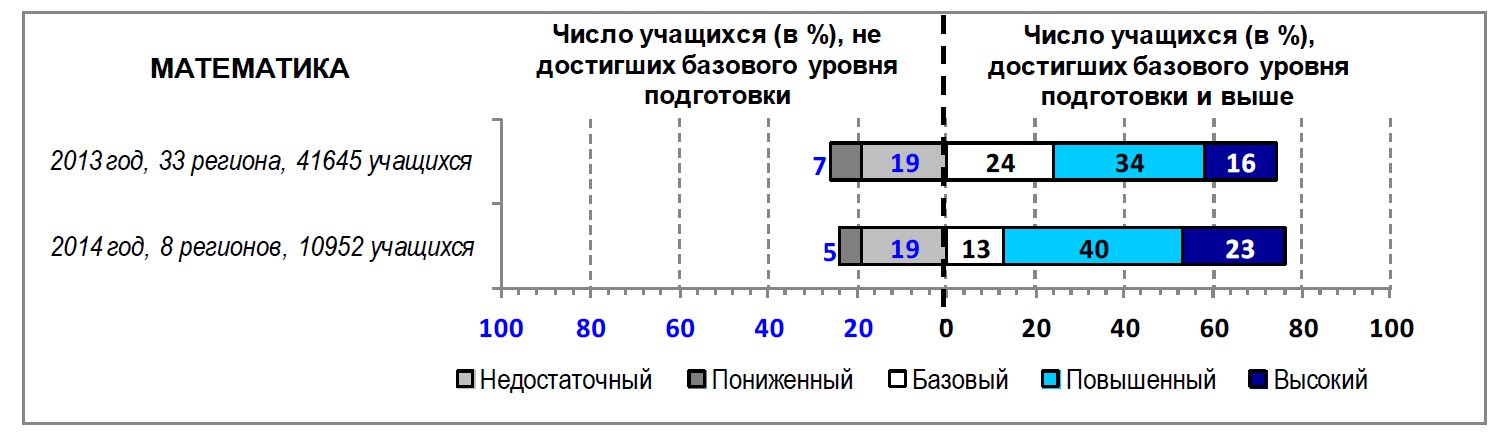 МАТЕМАТИКА
Число учащихся (в %), не
достигших базового уровня
подготовки
Число учащихся (в %),
достигших базового уровня
подготовки и выше
2013 год, 33 региона, 41645 учащихся
7 19 24 34 16
2014 год, 8 регионов, 10952 учащихся
5 19 13 40 23
100 80 60 40 20 0 20 40 60 80 100
Недостаточный Пониженный Базовый Повышенный Высокий